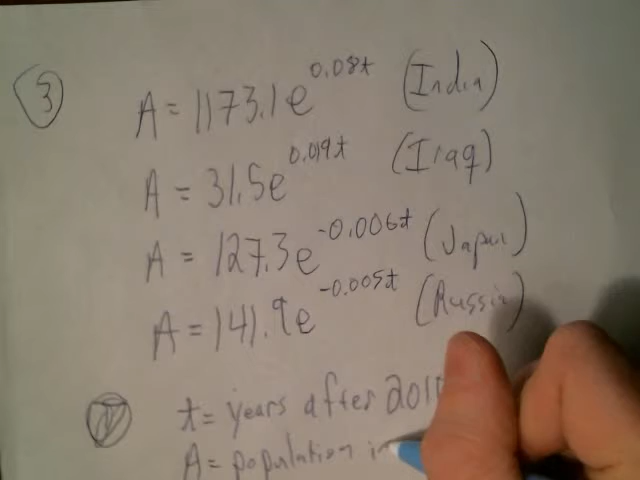 3
A = 1173.1e^0.08t (India)
A = 31.5e^0.019t (Iraq)
A = 127.3e^-0.006t (Japan)
A = 141.9e^-0.005t (Russia)
t = years after
A = population